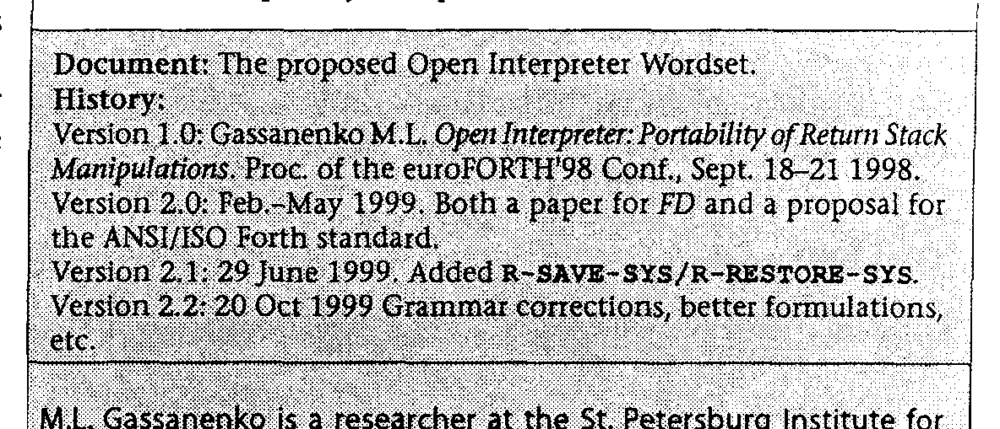 Document: The proposed Open Interpreter Wordset.
History:
Version 1.0: Gassanenko M.L. Open Interpreter: Portability of Return Stack
Manipulations. Proc. of the euroFORTH'98 Conf., Sept. 18–21 1998.
Version 2.0: Feb.–May 1999. Both a paper for FD and a proposal for
the ANSI/ISO Forth standard.
Version 2.1: 29 June 1999. Added R-SAVE-SYS/R-RESTORE-SYS.
Version 2.2: 20 Oct 1999 Grammar corrections, better formulations,
etc.
M.L. Gassanenko is a researcher at the St. Petersburg Institute for